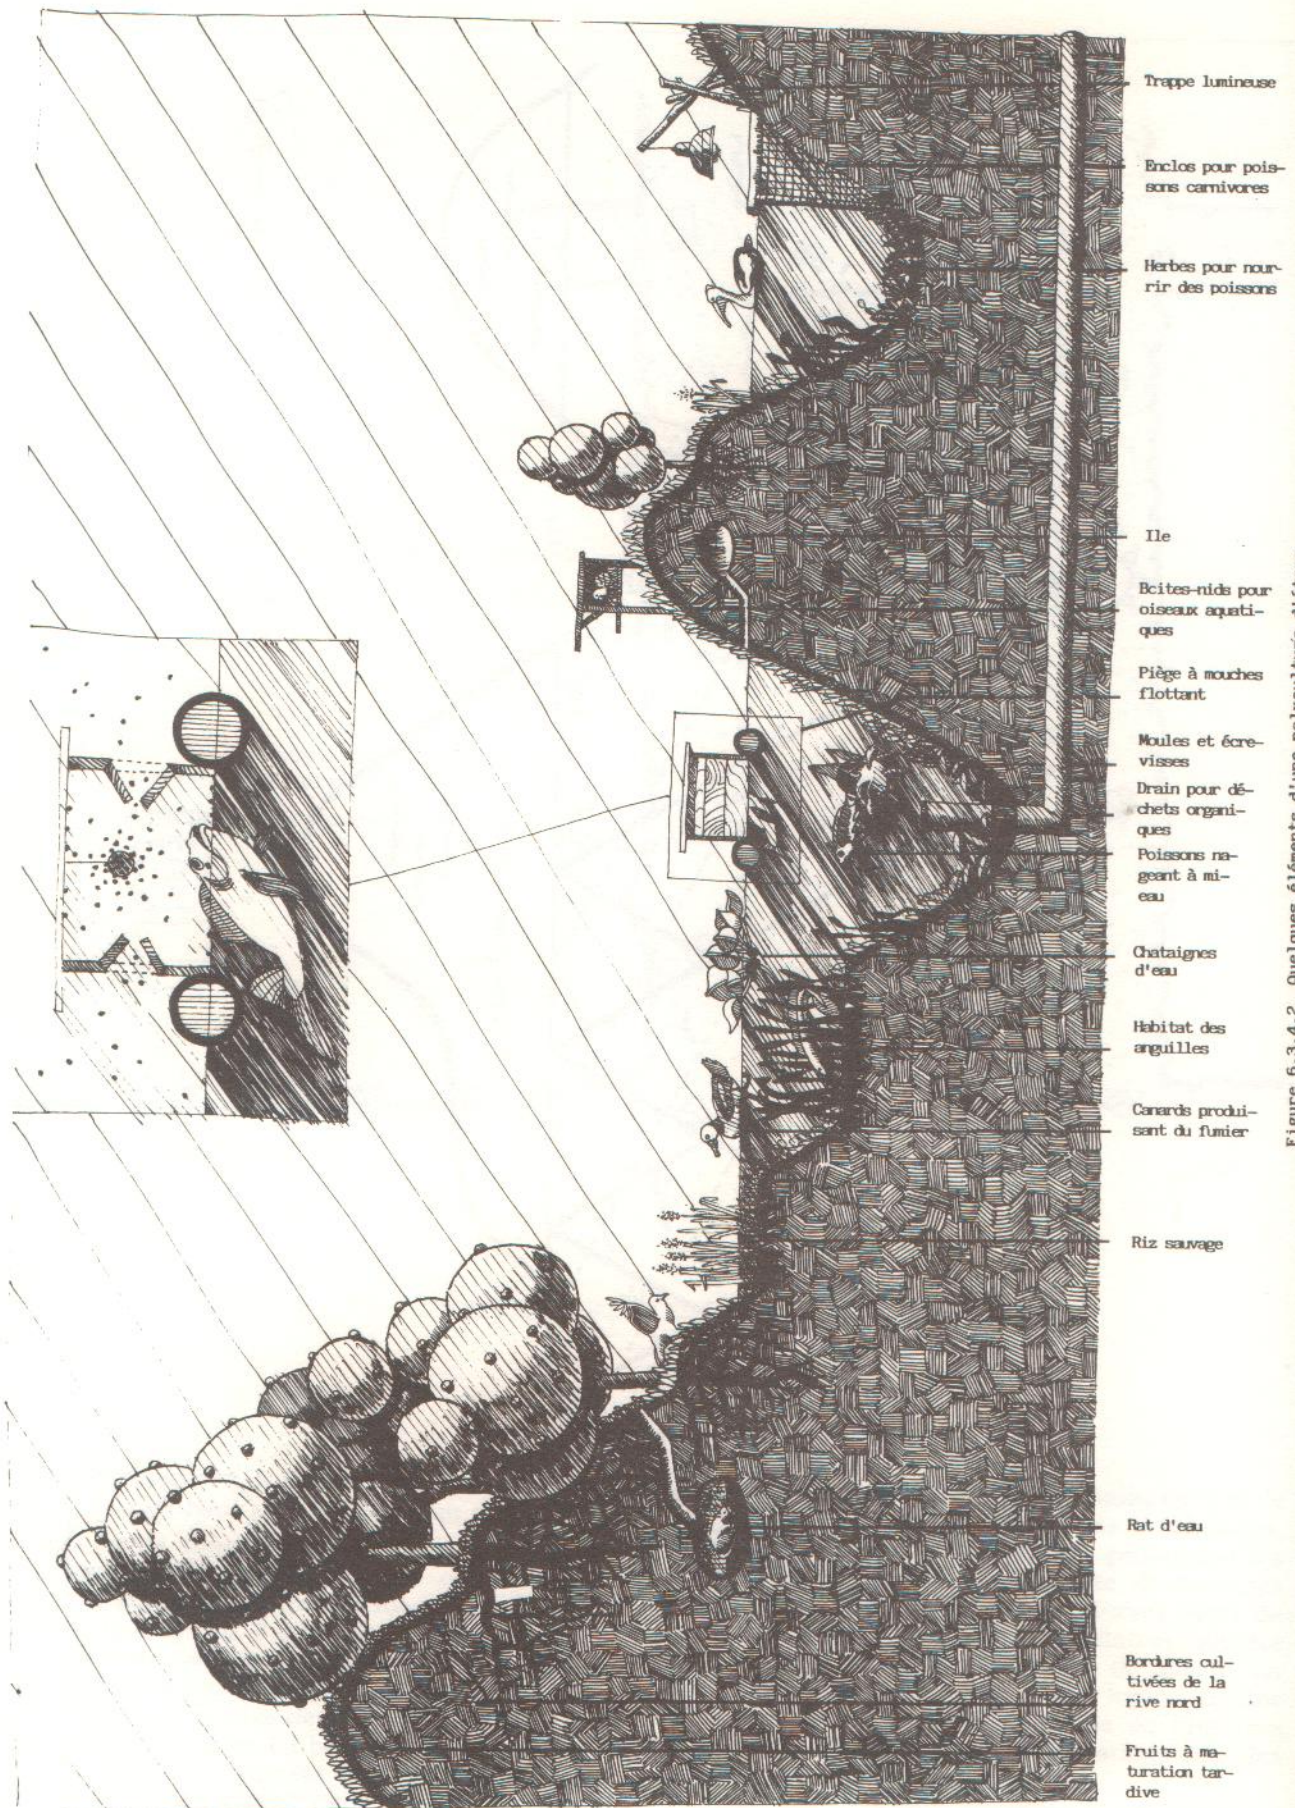 Trappe lumineuse
Enclos pour pois-
sons carnivores
Herbes pour nour-
rir des poissons
Ile
Bcites-nids pour
oiseaux aquati-
ques
Piège à mouches
flottant
Moules et écre-
visses
Drain pour dé-
chets organi-
ques
Poissons na-
geant à mi-
eau
Chataignes
d'eau
Habitat des
anguilles
Canards produi-
sant du fumier
Riz sauvage
Rat d'eau
Bordures cul-
tivées de la
rive nord
Fruits à ma-
turation tar-
dive
Figure 6.3.4.2 Quelques éléments d'une